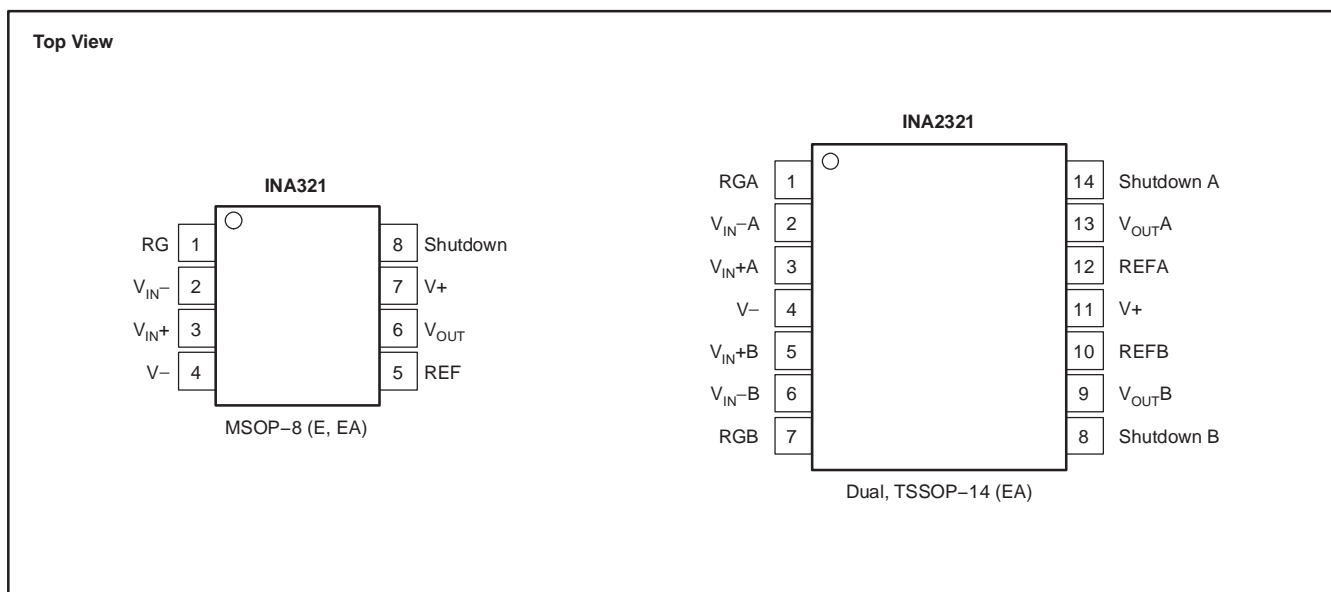 Top View
INA321
RG 1 8 Shutdown
VIN− 2 7 V+
VIN+ 3 6 VOUT
V− 4 5 REF
MSOP−8 (E, EA)
INA2321
RGA 1 14 Shutdown A
VIN−A 2 13 VOUTA
VIN+A 3 12 REFA
V− 4 11 V+
VIN+B 5 10 REFB
VIN−B 6 9 VOUTB
RGB 7 8 Shutdown B
Dual, TSSOP−14 (EA)